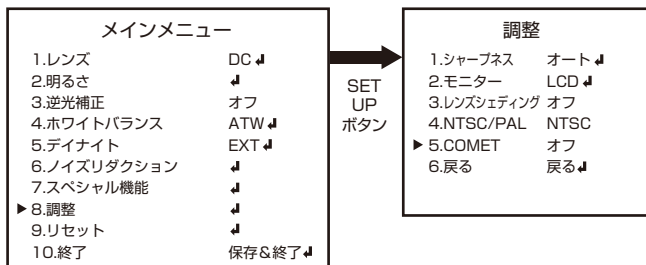 メインメニュー
1.レンズ DC↲
2.明るさ ↲
3.逆光補正 オフ
4.ホワイトバランス ATW↲
5.デイナイト EXT↲
6.ノイズリダクション ↲
7.スペシャル機能 ↲
▶8.調整 ↲
9.リセット ↲
10.終了 保存&終了↲
SET
UP
ボタン
調整
1.シャープネス オート↲
2.モニター LCD↲
3.レンズシェディング オフ
4.NTSC/PAL NTSC
▶5.COMET オフ
6.戻る 戻る↲